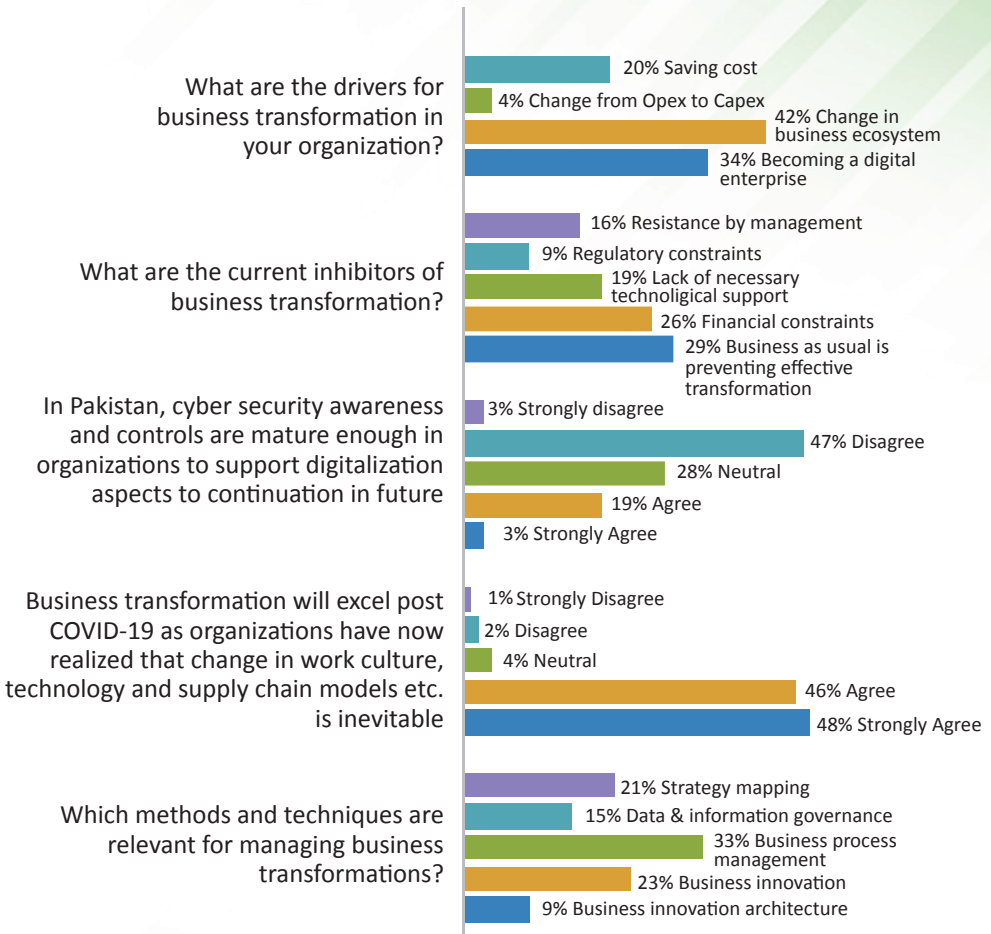 What are the drivers for
business transformation in
your organization?
20% Saving cost
4% Change from Opex to Capex
42% Change in
business ecosystem
34% Becoming a digital
enterprise
What are the current inhibitors of
business transformation?
16% Resistance by management
9% Regulatory constraints
19% Lack of necessary
technoligical support
26% Financial constraints
29% Business as usual is
preventing effective
transformation
In Pakistan, cyber security awareness
and controls are mature enough in
organizations to support digitalization
aspects to continuation in future
3% Strongly disagree
47% Disagree
28% Neutral
19% Agree
3% Strongly Agree
Business transformation will excel post
COVID-19 as organizations have now
realized that change in work culture,
technology and supply chain models etc.
is inevitable
1% Strongly Disagree
2% Disagree
4% Neutral
46% Agree
48% Strongly Agree
Which methods and techniques are
relevant for managing business
transformations?
21% Strategy mapping
15% Data & information governance
33% Business process
management
23% Business innovation
9% Business innovation architecture